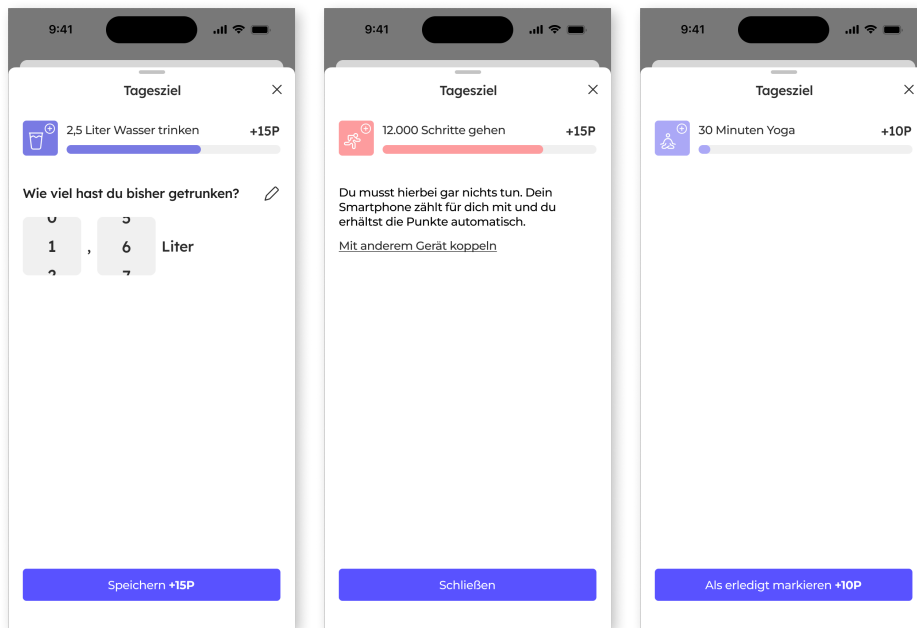 9:41
Tagesziel
2,5 Liter Wasser trinken +15P
Wie viel hast du bisher getrunken?
0 5
1 , 6 Liter
2 7
Speichern +15P
9:41
Tagesziel
12.000 Schritte gehen +15P
Du musst hierbei gar nichts tun. Dein
Smartphone zählt für dich mit und du
erhältst die Punkte automatisch.
Mit anderem Gerät koppeln
Schließen
9:41
Tagesziel
30 Minuten Yoga +10P
Als erledigt markieren +10P